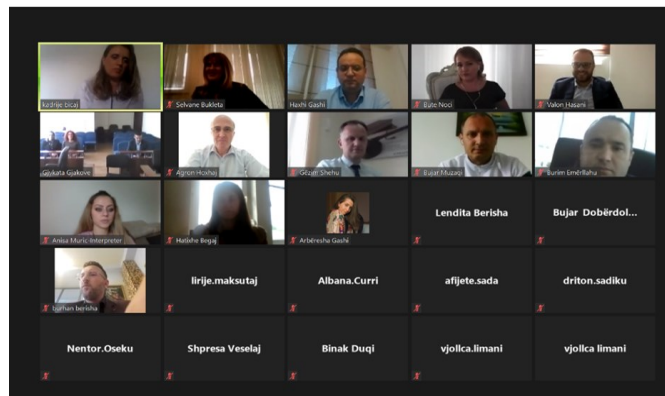 kadrije bicaj
Selvane Bukleta
Haxhi Gashi
Bute Noci
Valon Hasani
Gjykata Gjakove
Agron Hoxhaj
Gëzim Shehu
Bujar Muzaqi
Burim Emërllahu
Anisa Muric-Interpreter
Hatixhe Begaj
Arbëresha Gashi
Lendita Berisha
Bujar Dobërdol...
burhan berisha
lirije.maksutaj
Albana.Curri
afijete.sada
driton.sadiku
Nentor.Oseku
Shpresa Veselaj
Binak Duqi
vjollca.limani
vjollca limani